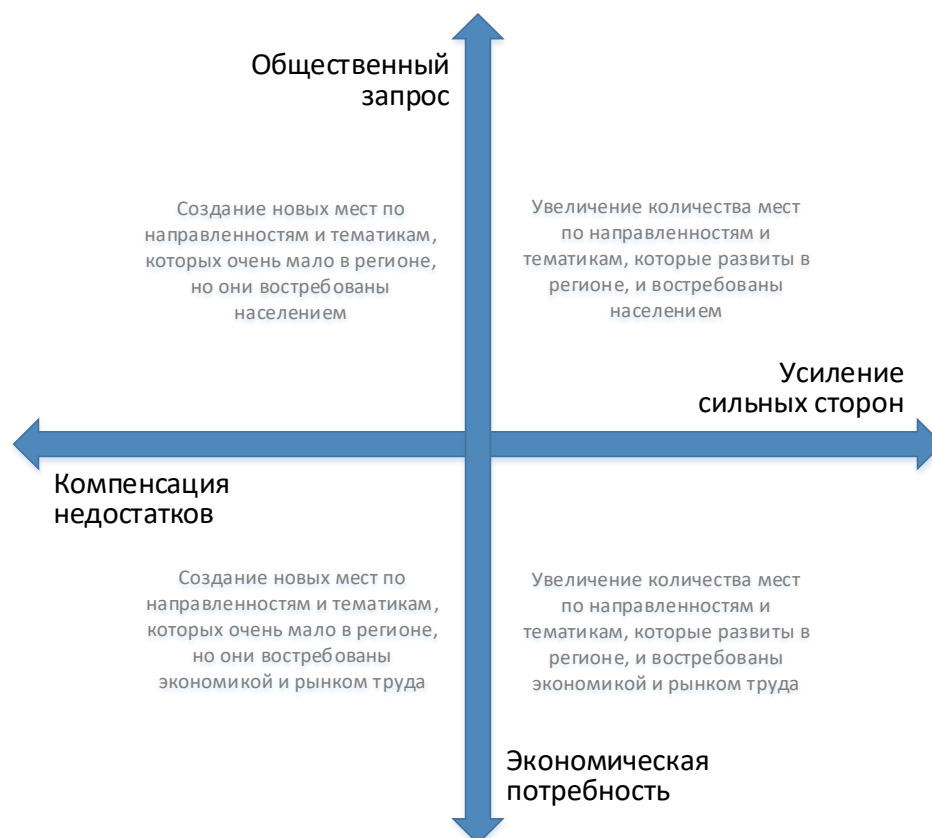 Общественный
запрос
Создание новых мест по
направленностям и тематикам,
которых очень мало в регионе,
но они востребованы
населением
Увеличение количества мест
по направленностям и
тематикам, которые развиты в
регионе, и востребованы
населением
Усиление
сильных сторон
Компенсация
недостатков
Создание новых мест по
направленностям и тематикам,
которых очень мало в регионе,
но они востребованы
экономикой и рынком труда
Увеличение количества мест
по направленностям и
тематикам, которые развиты в
регионе, и востребованы
экономикой и рынком труда
Экономическая
потребность